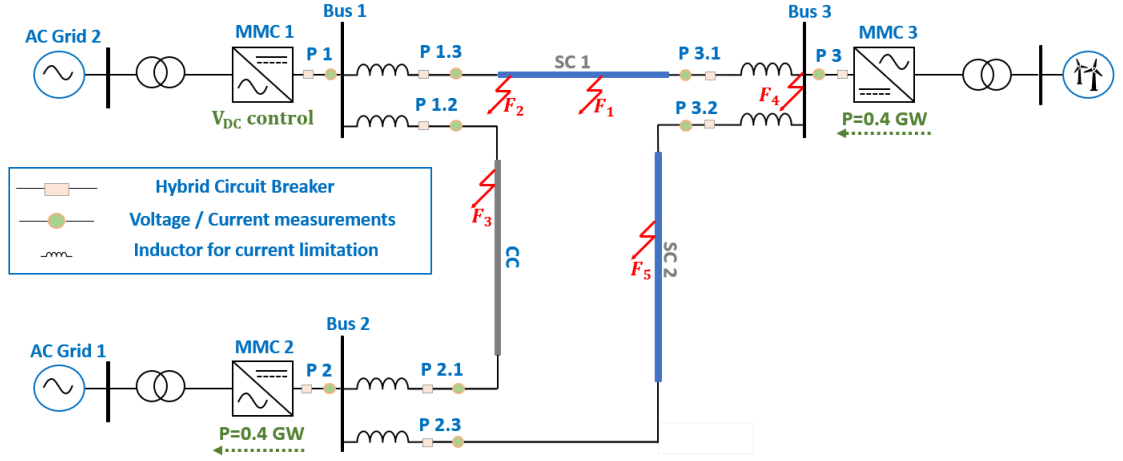 Bus 1
Bus 3
AC Grid 2
MMC 1
P 1
P 1.3
SC 1
P 3.1
P 3
MMC 3
F₂
F₁
F₄
V_DC control
P 1.2
P 3.2
P=0.4 GW
Hybrid Circuit Breaker
Voltage / Current measurements
Inductor for current limitation
F₃
CC
F₅
SC 2
Bus 2
AC Grid 1
MMC 2
P 2
P 2.1
P 2.3
P=0.4 GW